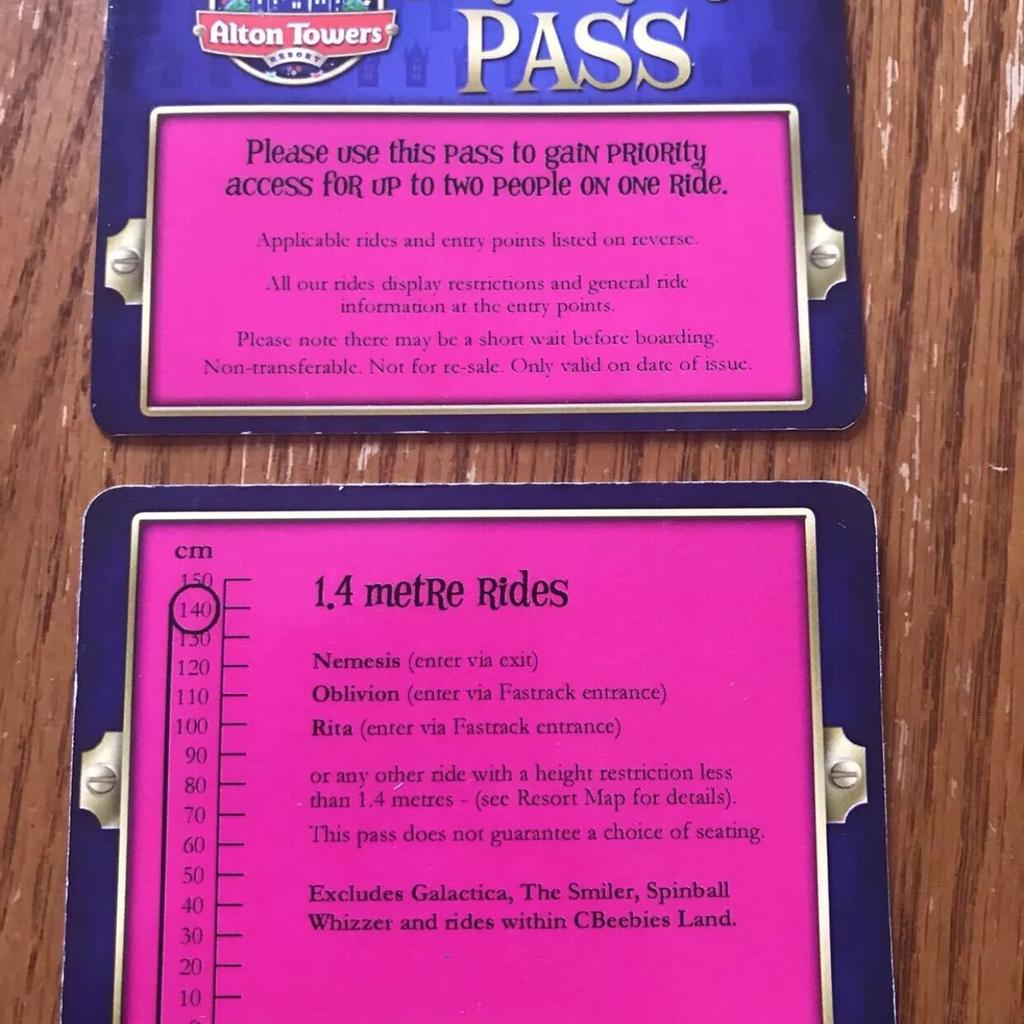 Alton Towers
RESORT
PASS
Please use this pass to gain priority
access for up to two people on one ride.
Applicable rides and entry points listed on reverse.
All our rides display restrictions and general ride
information at the entry points.
Please note there may be a short wait before boarding.
Non-transferable. Not for re-sale. Only valid on date of issue.
cm
150
140
130
120
110
100
90
80
70
60
50
40
30
20
10
1.4 metre Rides
Nemesis (enter via exit)
Oblivion (enter via Fastrack entrance)
Rita (enter via Fastrack entrance)
or any other ride with a height restriction less
than 1.4 metres - (see Resort Map for details).
This pass does not guarantee a choice of seating.
Excludes Galactica, The Smiler, Spinball
Whizzer and rides within CBeebies Land.